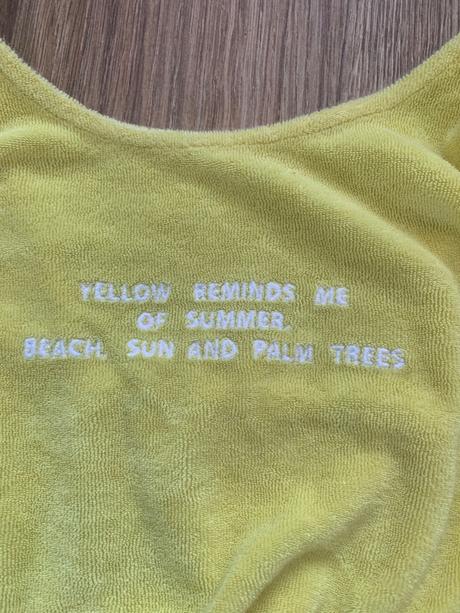 YELLOW REMINDS ME
OF SUMMER.
BEACH. SUN AND PALM TREES